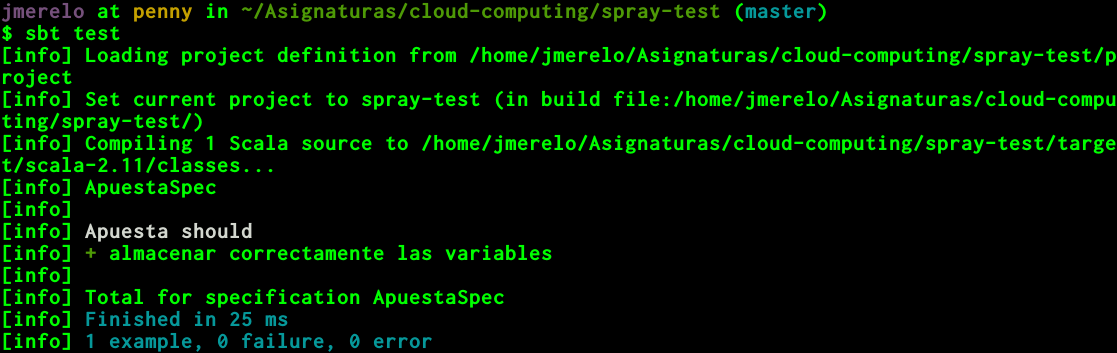 jmerelo at penny in ~/Asignaturas/cloud-computing/spray-test (master)
$ sbt test
[info] Loading project definition from /home/jmerelo/Asignaturas/cloud-computing/spray-test/p
roject
[info] Set current project to spray-test (in build file:/home/jmerelo/Asignaturas/cloud-compu
ting/spray-test/)
[info] Compiling 1 Scala source to /home/jmerelo/Asignaturas/cloud-computing/spray-test/targe
t/scala-2.11/classes...
[info] ApuestaSpec
[info]
[info] Apuesta should
[info] + almacenar correctamente las variables
[info]
[info] Total for specification ApuestaSpec
[info] Finished in 25 ms
[info] 1 example, 0 failure, 0 error